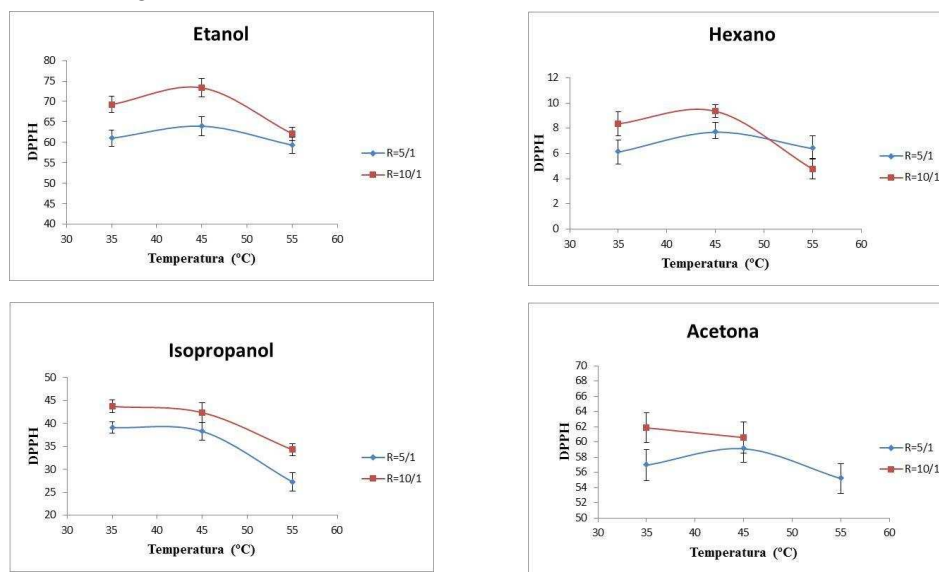 Etanol
80
75
70
65
60
55
50
45
40
DPPH
30 35 40 45 50 55 60
Temperatura (ºC)
R=5/1
R=10/1
Hexano
12
10
8
6
4
2
0
DPPH
30 35 40 45 50 55 60
Temperatura (ºC)
R=5/1
R=10/1
Isopropanol
50
45
40
35
30
25
20
DPPH
30 35 40 45 50 55 60
Temperatura (ºC)
R=5/1
R=10/1
Acetona
70
68
66
64
62
60
58
56
54
52
50
DPPH
30 35 40 45 50 55 60
Temperatura (ºC)
R=5/1
R=10/1